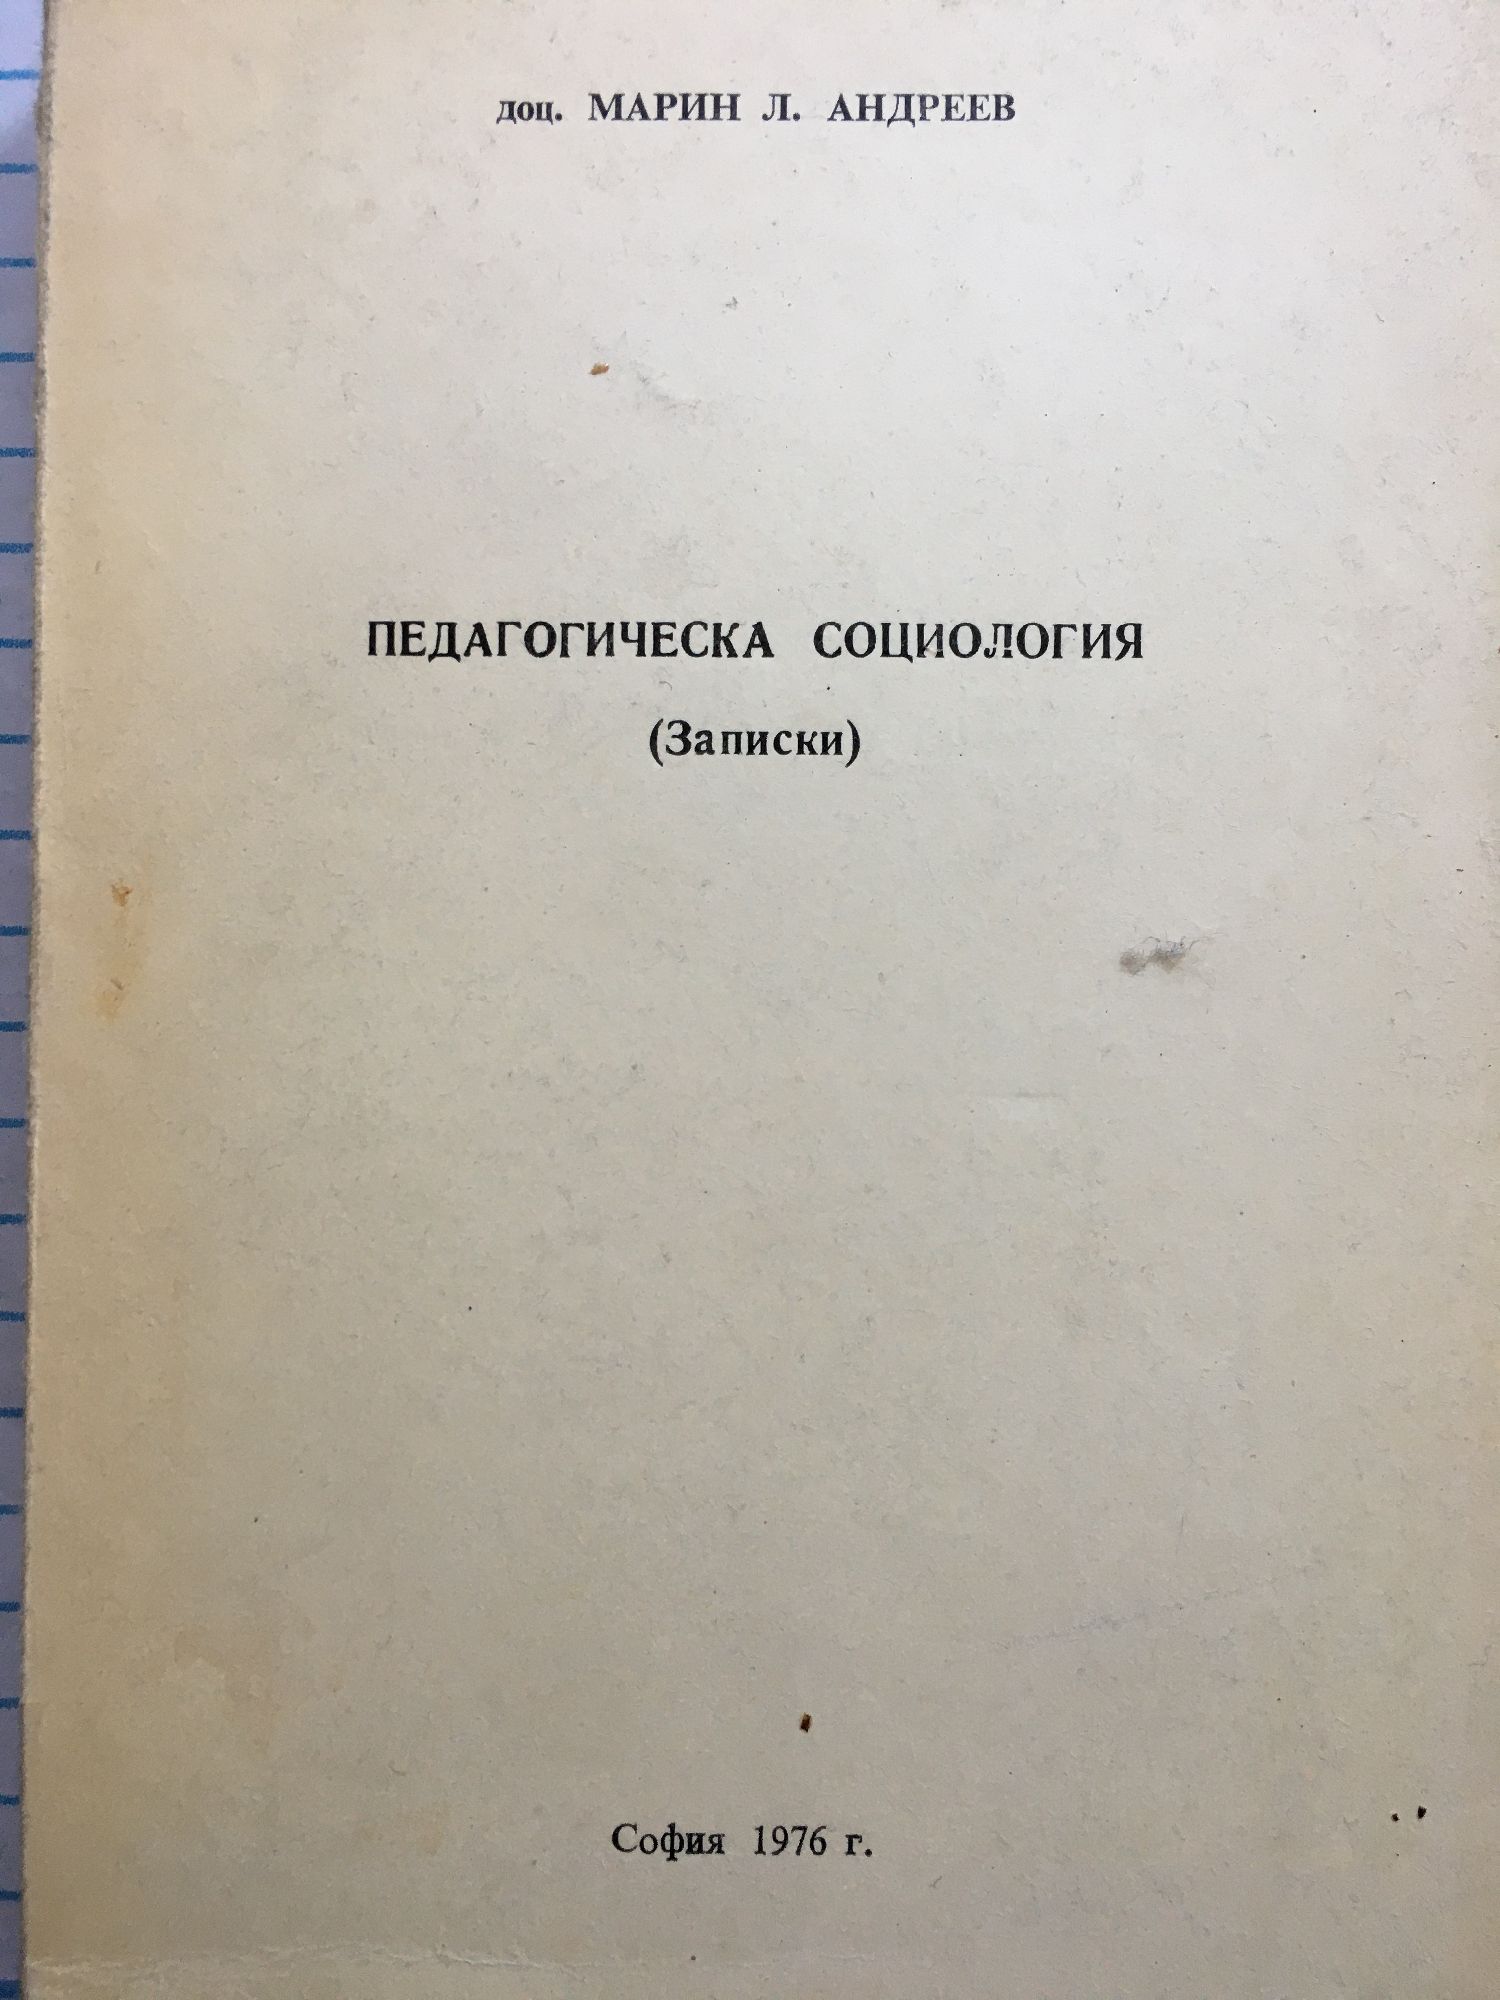 доц. МАРИН Л. АНДРЕЕВ
ПЕДАГОГИЧЕСКА СОЦИОЛОГИЯ
(Записки)
София 1976 г.